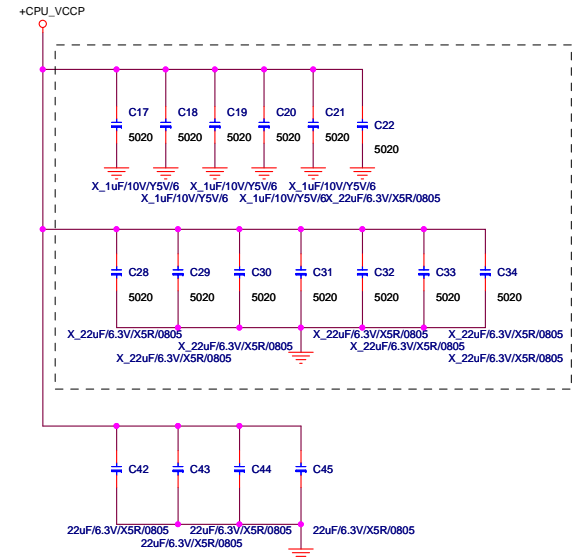 +CPU_VCCP
C17 C18 C19 C20 C21 C22
5020 5020 5020 5020 5020 5020
X_1uF/10V/Y5V/6 X_1uF/10V/Y5V/6 X_1uF/10V/Y5V/6
X_1uF/10V/Y5V/6 X_1uF/10V/Y5V/6 X_22uF/6.3V/X5R/0805
C28 C29 C30 C31 C32 C33 C34
5020 5020 5020 5020 5020 5020 5020
X_22uF/6.3V/X5R/0805 X_22uF/6.3V/X5R/0805 X_22uF/6.3V/X5R/0805
X_22uF/6.3V/X5R/0805 X_22uF/6.3V/X5R/0805
X_22uF/6.3V/X5R/0805 X_22uF/6.3V/X5R/0805
C42 C43 C44 C45
22uF/6.3V/X5R/0805 22uF/6.3V/X5R/0805 22uF/6.3V/X5R/0805
22uF/6.3V/X5R/0805